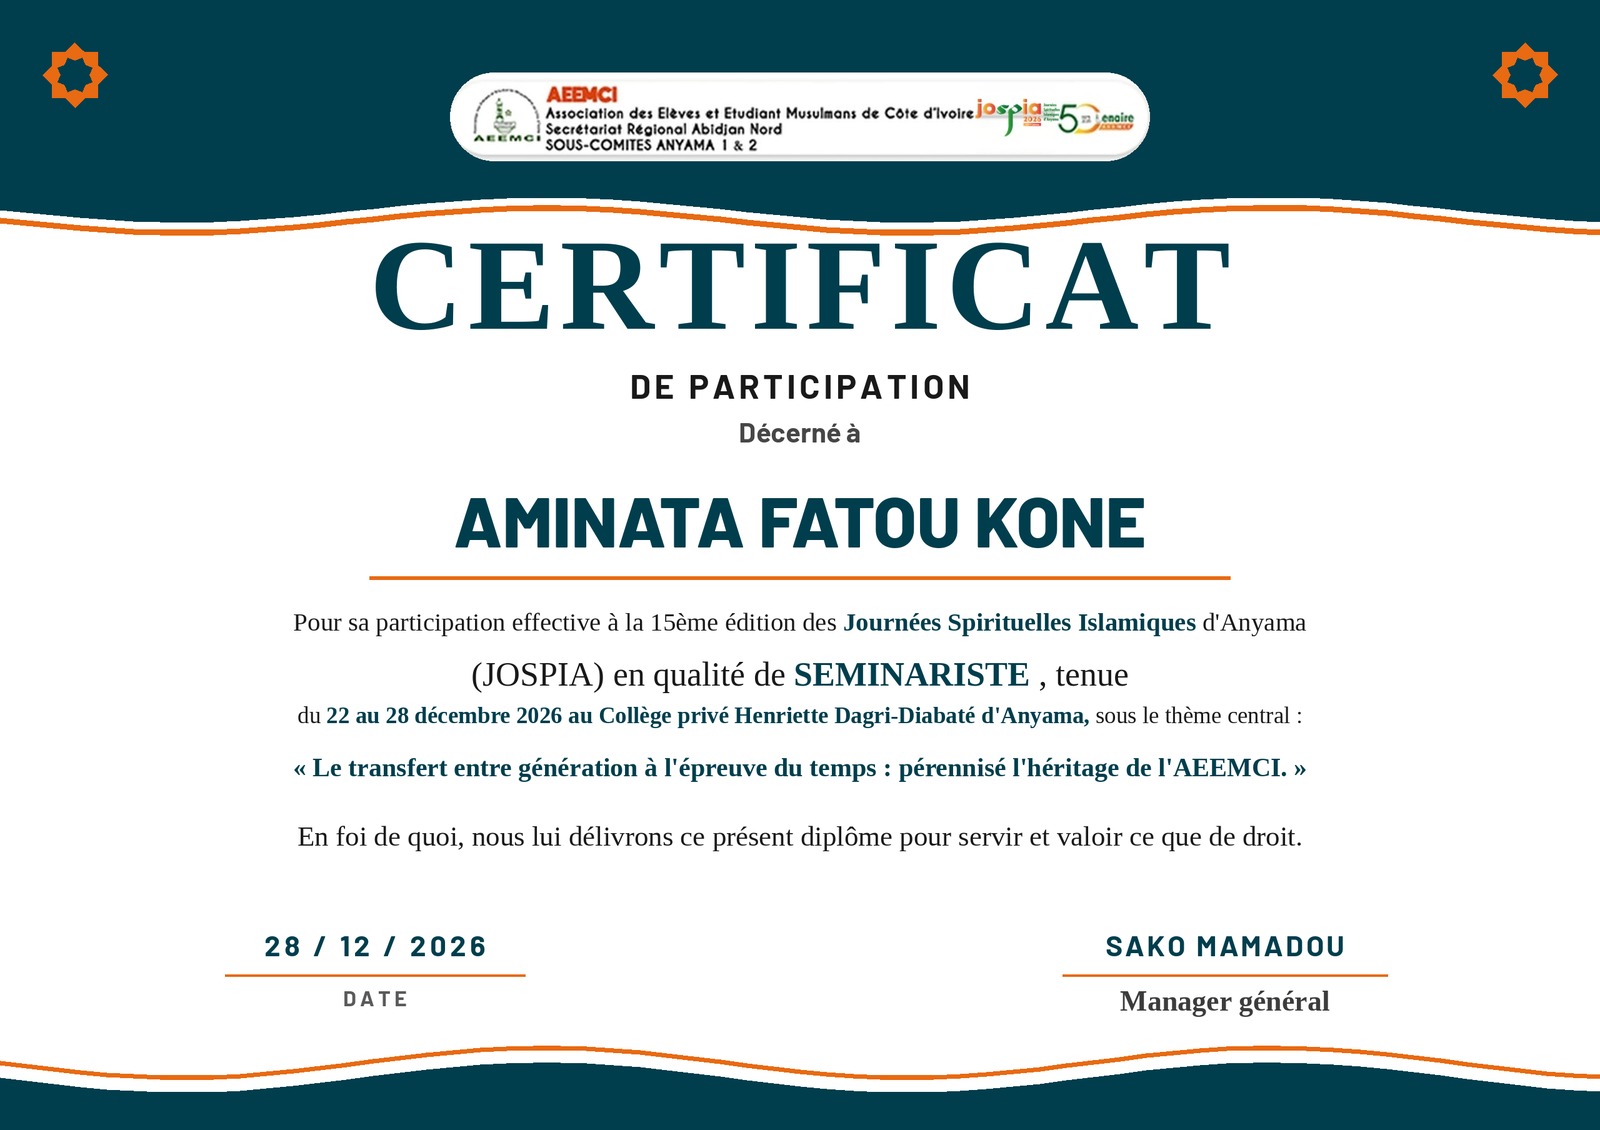 AEEMCI
Association des Elèves et Etudiant Musulmans de Côte d'Ivoire
Secrétariat Régional Abidjan Nord
SOUS-COMITES ANYAMA 1 & 2
AEEMCI
jospia
2025
50
enaire
CERTIFICAT
DE PARTICIPATION
Décerné à
AMINATA FATOU KONE
Pour sa participation effective à la 15ème édition des Journées Spirituelles Islamiques d'Anyama
(JOSPIA) en qualité de SEMINARISTE , tenue
du 22 au 28 décembre 2026 au Collège privé Henriette Dagri-Diabaté d'Anyama, sous le thème central :
« Le transfert entre génération à l'épreuve du temps : pérennisé l'héritage de l'AEEMCI. »
En foi de quoi, nous lui délivrons ce présent diplôme pour servir et valoir ce que de droit.
28 / 12 / 2026
DATE
SAKO MAMADOU
Manager général